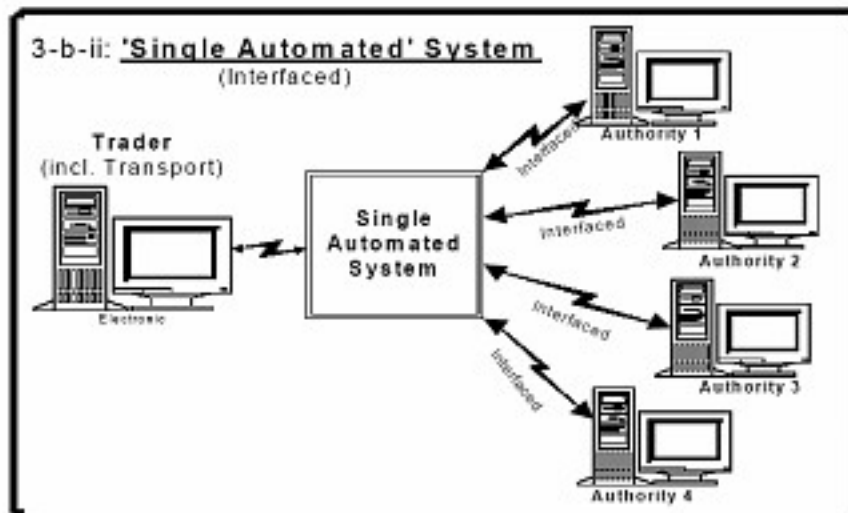 3-b-ii: 'Single Automated' System
(Interfaced)
Trader
(incl. Transport)
Electronic
Single
Automated
System
Interfaced
Authority 1
Interfaced
Authority 2
Interfaced
Authority 3
Interfaced
Authority 4